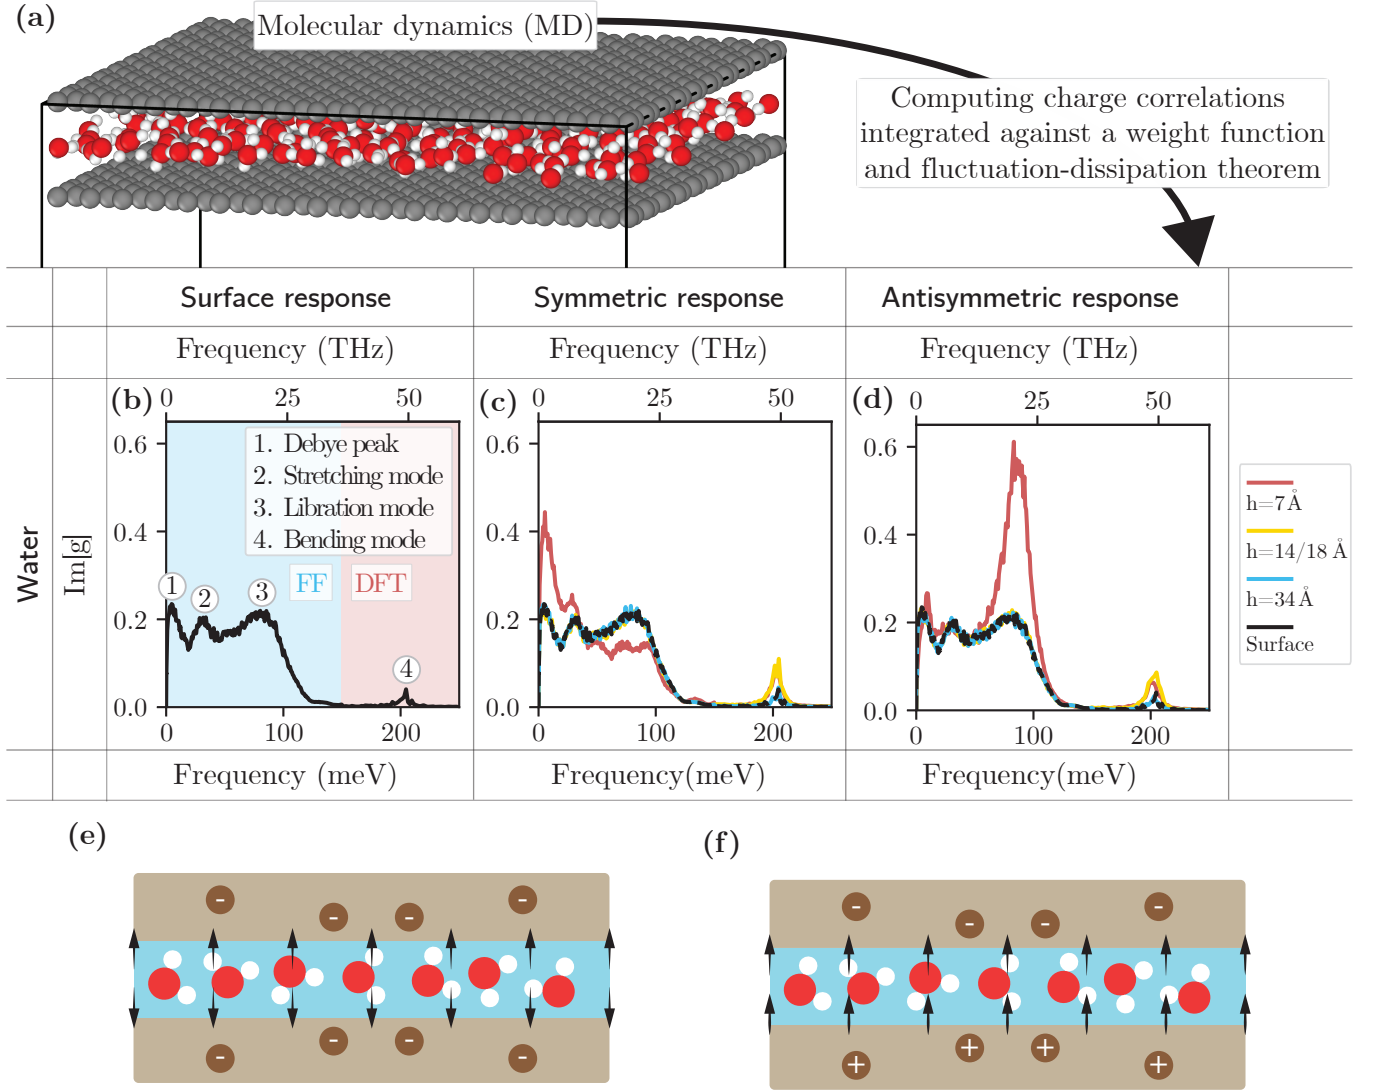 (a)
Molecular dynamics (MD)
Computing charge correlations
integrated against a weight function
and fluctuation-dissipation theorem
Surface response
Symmetric response
Antisymmetric response
Frequency (THz)
Frequency (THz)
Frequency (THz)
Water
Im[g]
(b)
0 25 50
0.6
0.4
0.2
0.0
1. Debye peak
2. Stretching mode
3. Libration mode
4. Bending mode
FF
DFT
1
2
3
4
0 100 200
(c)
0 25 50
0.6
0.4
0.2
0.0
0 100 200
(d)
0 25 50
0.6
0.4
0.2
0.0
0 100 200
h=7Å
h=14/18 Å
h=34Å
Surface
Frequency (meV)
Frequency(meV)
Frequency(meV)
(e)
- - - -
- - - -
(f)
- - - -
+ + + +